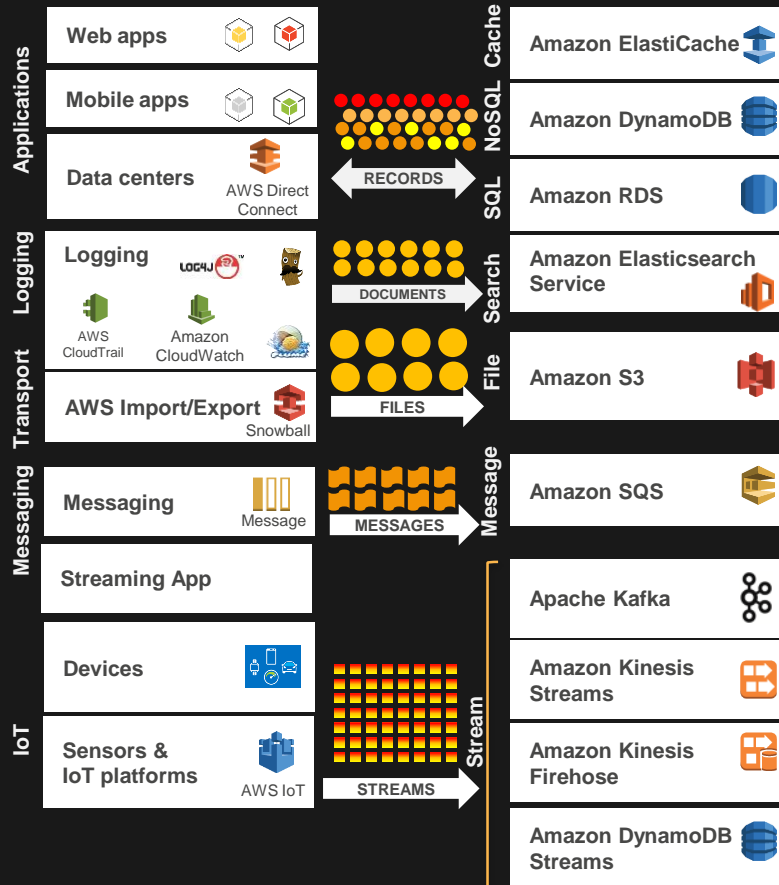 Applications
Web apps
Mobile apps
Data centers
AWS Direct
Connect
Logging
Logging
LOG4J™
AWS
CloudTrail
Amazon
CloudWatch
Transport
AWS Import/Export
Snowball
Messaging
Messaging
Message
Streaming App
IoT
Devices
Sensors &
IoT platforms
AWS IoT
RECORDS
DOCUMENTS
FILES
MESSAGES
STREAMS
Cache
Amazon ElastiCache
NoSQL
Amazon DynamoDB
SQL
Amazon RDS
Search
Amazon Elasticsearch
Service
File
Amazon S3
Message
Amazon SQS
Stream
Apache Kafka
Amazon Kinesis
Streams
Amazon Kinesis
Firehose
Amazon DynamoDB
Streams